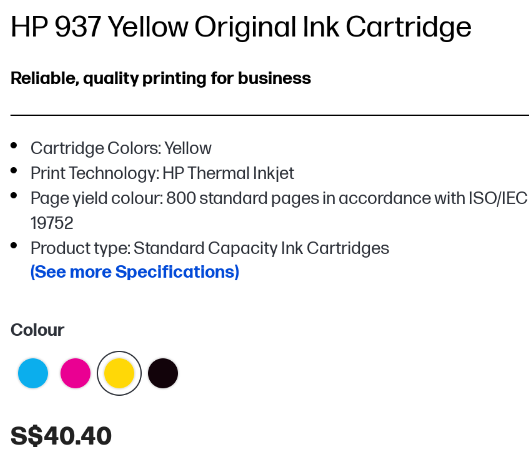 HP 937 Yellow Original Ink Cartridge
Reliable, quality printing for business
• Cartridge Colors: Yellow
• Print Technology: HP Thermal Inkjet
• Page yield colour: 800 standard pages in accordance with ISO/IEC
19752
• Product type: Standard Capacity Ink Cartridges
(See more Specifications)
Colour
S$40.40